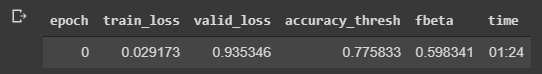 epoch train_loss valid_loss accuracy_thresh fbeta time
0 0.029173 0.935346 0.775833 0.598341 01:24